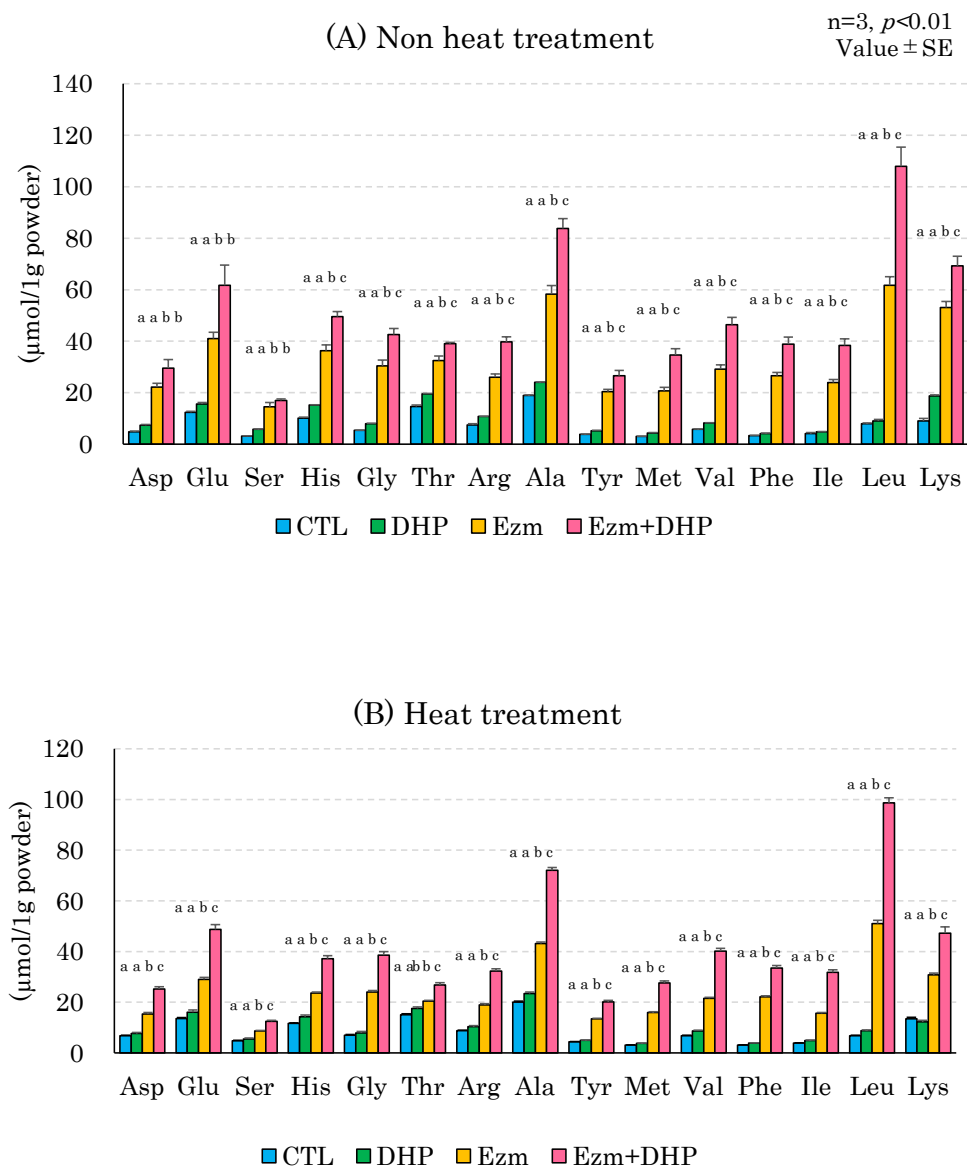 (A) Non heat treatment
n=3, p<0.01
Value ± SE
(μmol/1g powder)
140
120
100
80
60
40
20
0
a a b b
a a b b
a a b b
a a b c
a a b c
a a b c
a a b c
a a b c
a a b c
a a b c
a a b c
a a b c
a a b c
a a b c
a a b c
Asp Glu Ser His Gly Thr Arg Ala Tyr Met Val Phe Ile Leu Lys
CTL DHP Ezm Ezm+DHP
(B) Heat treatment
(μmol/1g powder)
120
100
80
60
40
20
0
a a b c
a a b c
a a b c
a a b c
a a b c
a abb c
a a b c
a a b c
a a b c
a a b c
a a b c
a a b c
a a b c
a a b c
a a b c
Asp Glu Ser His Gly Thr Arg Ala Tyr Met Val Phe Ile Leu Lys
CTL DHP Ezm Ezm+DHP